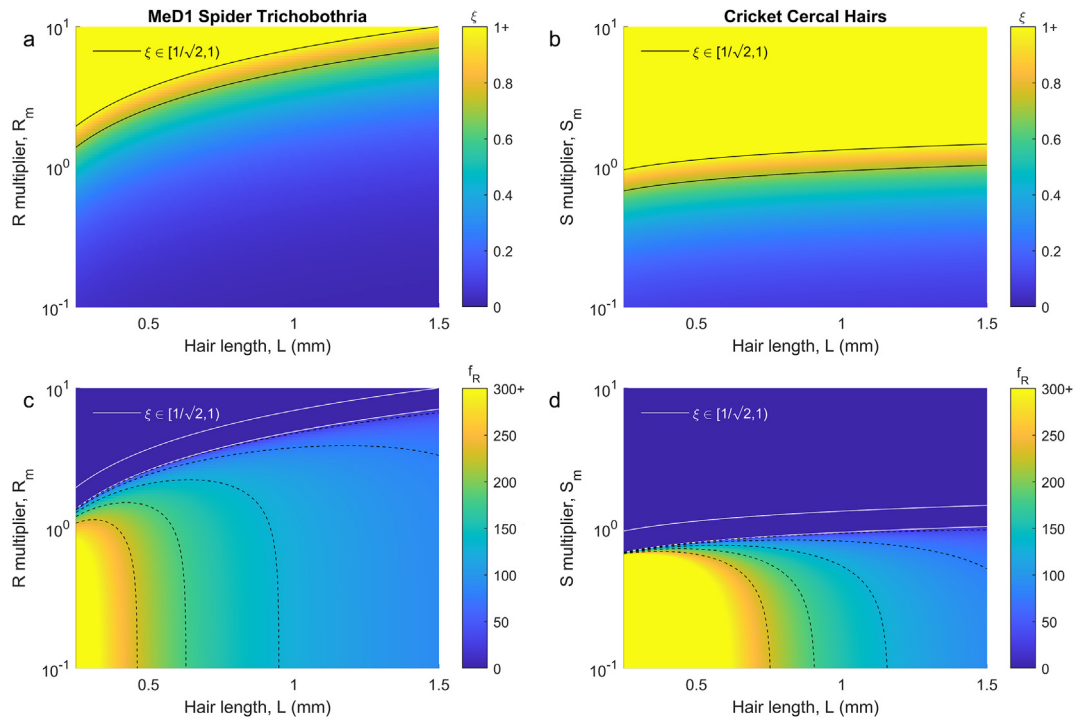 MeD1 Spider Trichobothria
a
ξ ∈ [1/√2,1)
R multiplier, R_m
10^1
10^0
10^-1
0.5
1
1.5
Hair length, L (mm)
ξ
1+
0.8
0.6
0.4
0.2
0
Cricket Cercal Hairs
b
ξ ∈ [1/√2,1)
S multiplier, S_m
10^1
10^0
10^-1
0.5
1
1.5
Hair length, L (mm)
ξ
1+
0.8
0.6
0.4
0.2
0
c
ξ ∈ [1/√2,1)
R multiplier, R_m
10^1
10^0
10^-1
0.5
1
1.5
Hair length, L (mm)
f_R
300+
250
200
150
100
50
0
d
ξ ∈ [1/√2,1)
S multiplier, S_m
10^1
10^0
10^-1
0.5
1
1.5
Hair length, L (mm)
f_R
300+
250
200
150
100
50
0